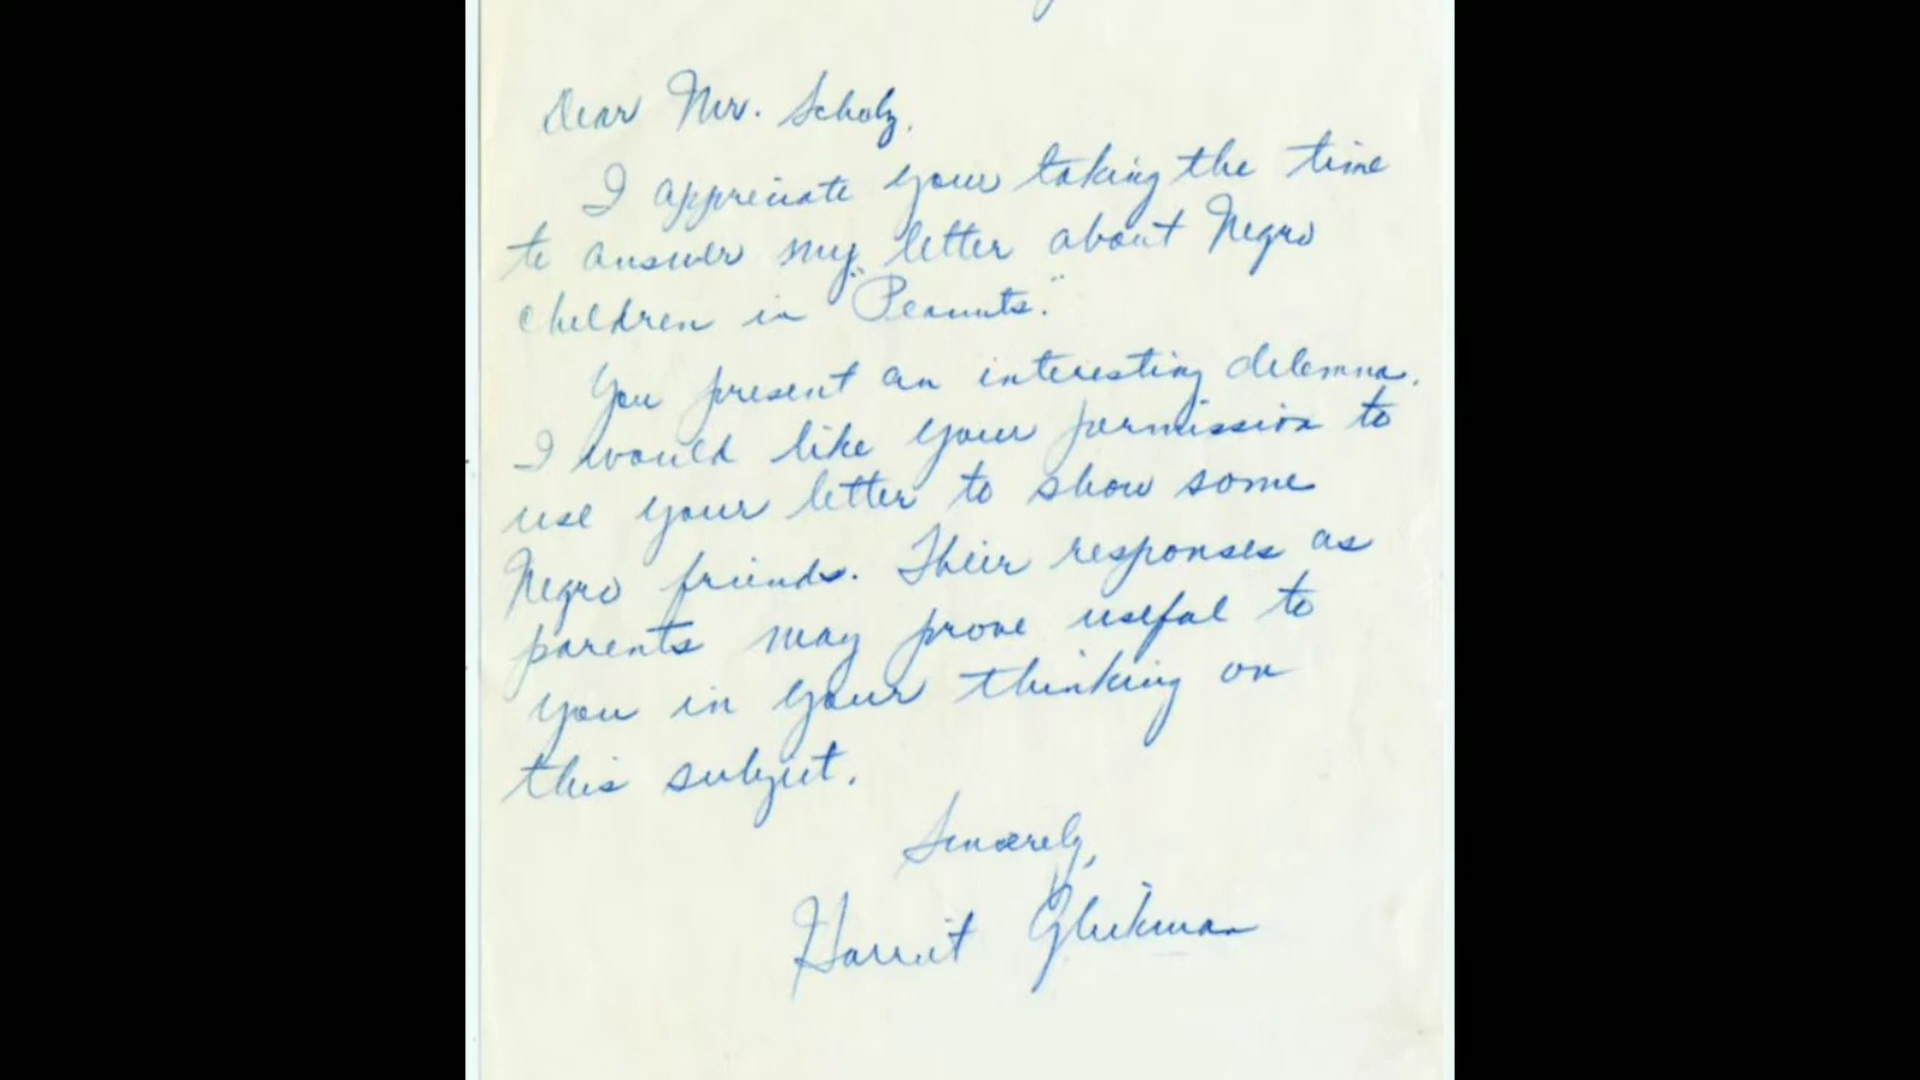 Dear Mr. Scholz,
I appreciate your taking the time
to answer my letter about Negro
children in "Peanuts."
You present an interesting dilemma.
I would like your permission to
use your letter to show some
Negro friends. Their responses as
parents may prove useful to
you in your thinking on
this subject.
Sincerely,
Harriet Glickman